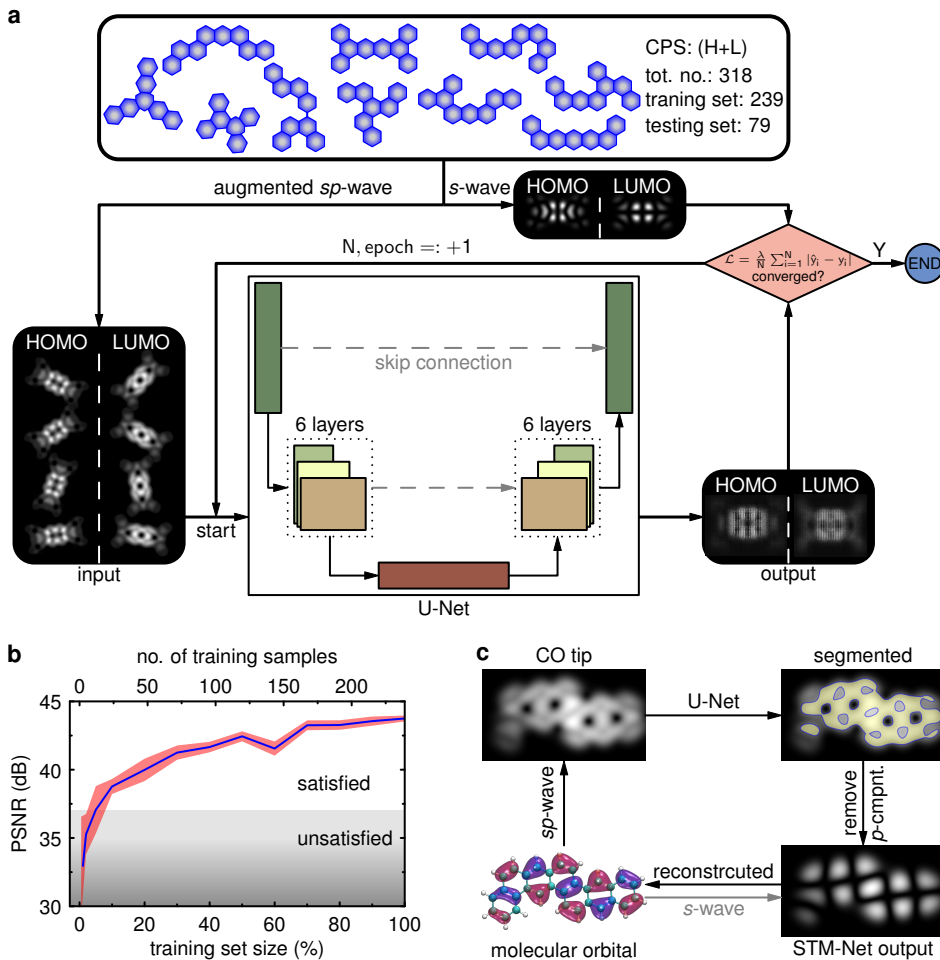 a
CPS: (H+L)
tot. no.: 318
traning set: 239
testing set: 79
augmented sp-wave
s-wave
HOMO LUMO
N, epoch =: +1
ℒ = λ/N ∑ᴺᵢ₌₁ |ŷᵢ − yᵢ|
converged?
Y
END
HOMO LUMO
skip connection
6 layers
6 layers
start
input
U-Net
HOMO LUMO
output
b
no. of training samples
0 50 100 150 200
45
40
35
30
PSNR (dB)
satisfied
unsatisfied
0 20 40 60 80 100
training set size (%)
c
CO tip
segmented
U-Net
sp-wave
remove
p-cmpnt.
reconstrcuted
s-wave
molecular orbital
STM-Net output